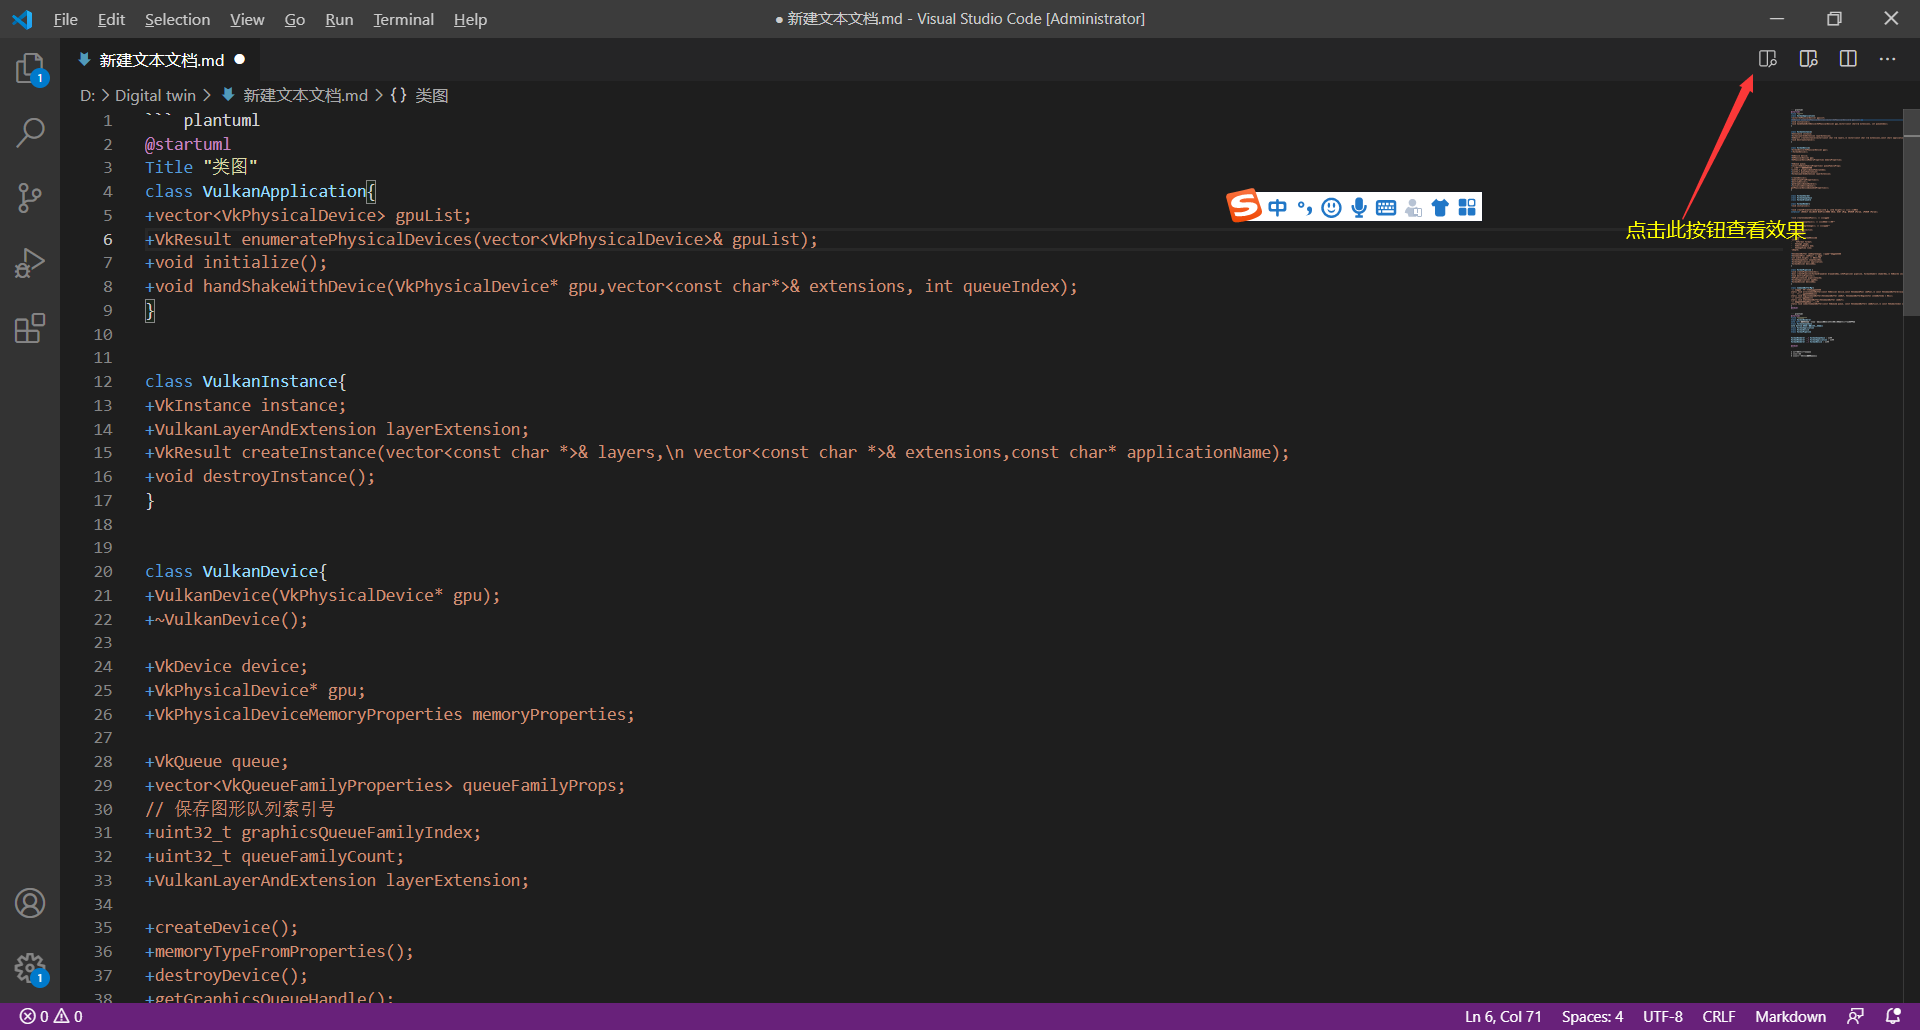 File Edit Selection View Go Run Terminal Help
● 新建文本文档.md - Visual Studio Code [Administrator]
新建文本文档.md ●
D: > Digital twin > 新建文本文档.md > {} 类图
1 ``` plantuml
2 @startuml
3 Title "类图"
4 class VulkanApplication{
5 +vector<VkPhysicalDevice> gpuList;
6 +VkResult enumeratePhysicalDevices(vector<VkPhysicalDevice>& gpuList);
7 +void initialize();
8 +void handShakeWithDevice(VkPhysicalDevice* gpu,vector<const char*>& extensions, int queueIndex);
9 }
10
11
12 class VulkanInstance{
13 +VkInstance instance;
14 +VulkanLayerAndExtension layerExtension;
15 +VkResult createInstance(vector<const char *>& layers,\n vector<const char *>& extensions,const char* applicationName);
16 +void destroyInstance();
17 }
18
19
20 class VulkanDevice{
21 +VulkanDevice(VkPhysicalDevice* gpu);
22 +~VulkanDevice();
23
24 +VkDevice device;
25 +VkPhysicalDevice* gpu;
26 +VkPhysicalDeviceMemoryProperties memoryProperties;
27
28 +VkQueue queue;
29 +vector<VkQueueFamilyProperties> queueFamilyProps;
30 // 保存图形队列索引号
31 +uint32_t graphicsQueueFamilyIndex;
32 +uint32_t queueFamilyCount;
33 +VulkanLayerAndExtension layerExtension;
34
35 +createDevice();
36 +memoryTypeFromProperties();
37 +destroyDevice();
38 +getGraphicsQueueHandle();
中
点击此按钮查看效果
1
1
0 0
Ln 6, Col 71 Spaces: 4 UTF-8 CRLF Markdown